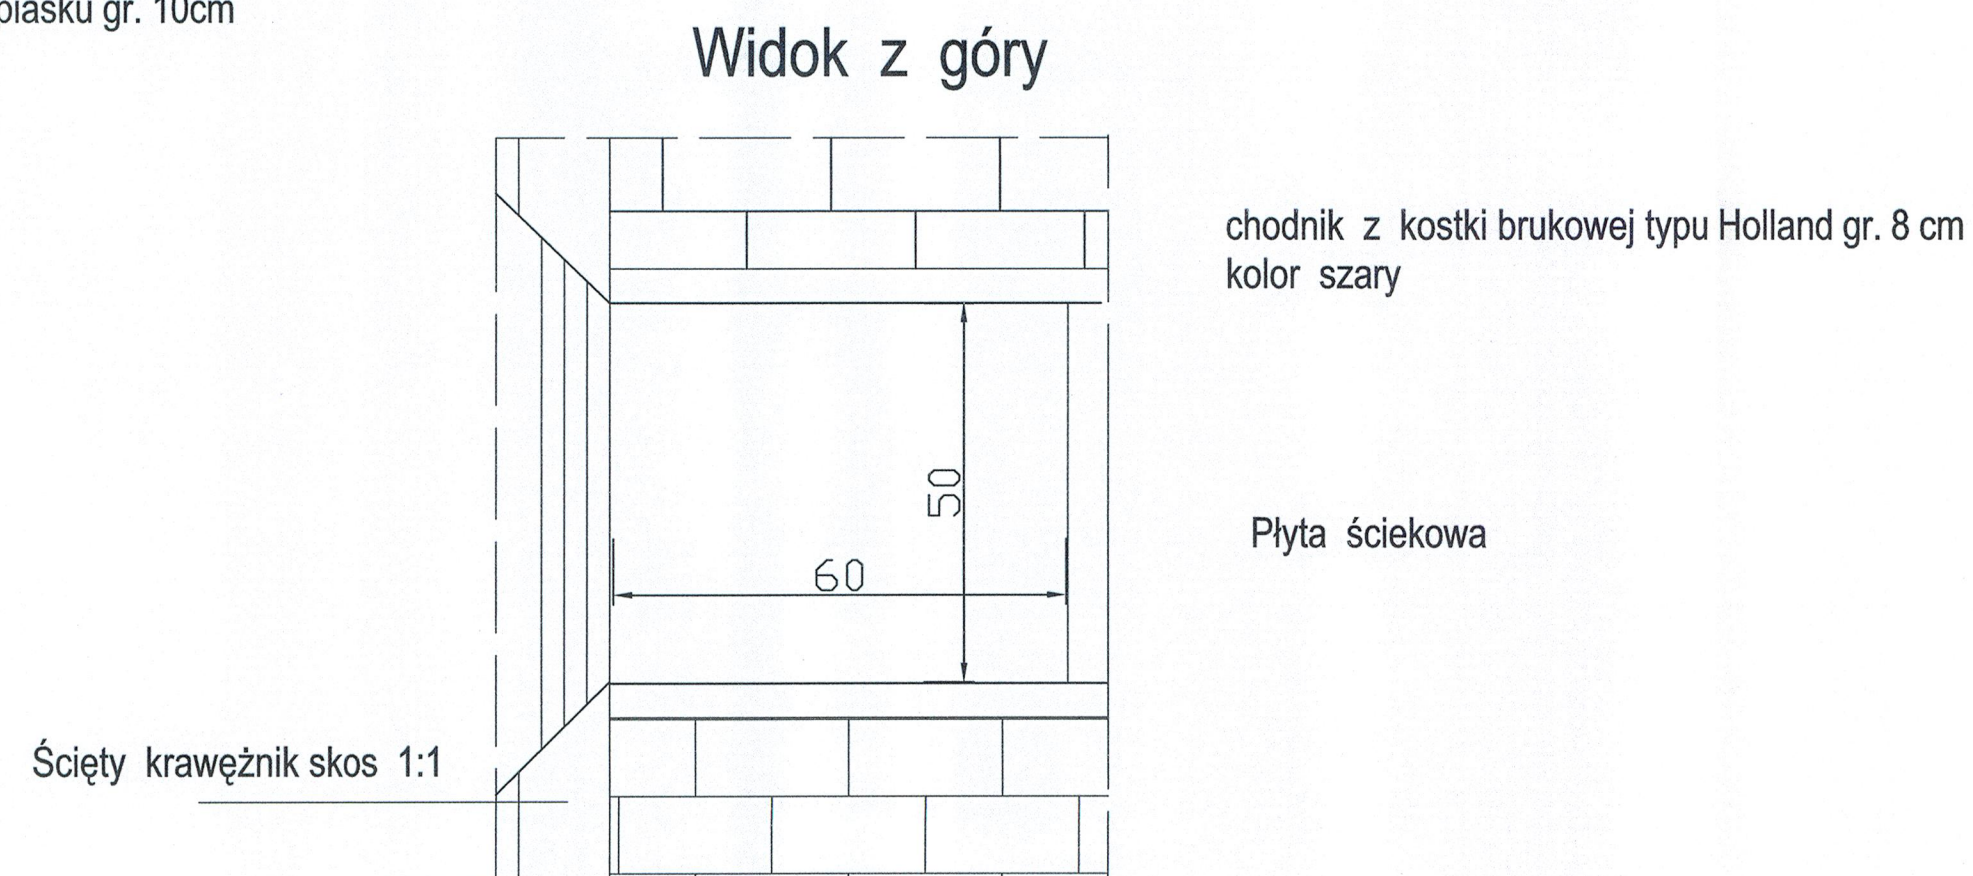 piasku gr. 10cm
Widok z góry
chodnik z kostki brukowej typu Holland gr. 8 cm
kolor szary
50
60
Płyta ściekowa
Ścięty krawężnik skos 1:1